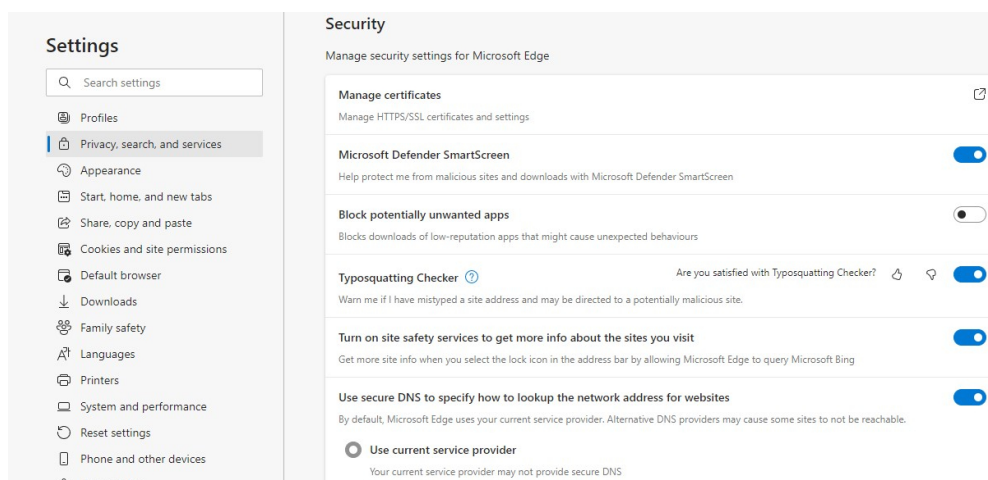 Settings
Search settings
Profiles
Privacy, search, and services
Appearance
Start, home, and new tabs
Share, copy and paste
Cookies and site permissions
Default browser
Downloads
Family safety
Languages
Printers
System and performance
Reset settings
Phone and other devices
Security
Manage security settings for Microsoft Edge
Manage certificates
Manage HTTPS/SSL certificates and settings
Microsoft Defender SmartScreen
Help protect me from malicious sites and downloads with Microsoft Defender SmartScreen
Block potentially unwanted apps
Blocks downloads of low-reputation apps that might cause unexpected behaviours
Typosquatting Checker
Are you satisfied with Typosquatting Checker?
Warn me if I have mistyped a site address and may be directed to a potentially malicious site.
Turn on site safety services to get more info about the sites you visit
Get more site info when you select the lock icon in the address bar by allowing Microsoft Edge to query Microsoft Bing
Use secure DNS to specify how to lookup the network address for websites
By default, Microsoft Edge uses your current service provider. Alternative DNS providers may cause some sites to not be reachable.
Use current service provider
Your current service provider may not provide secure DNS